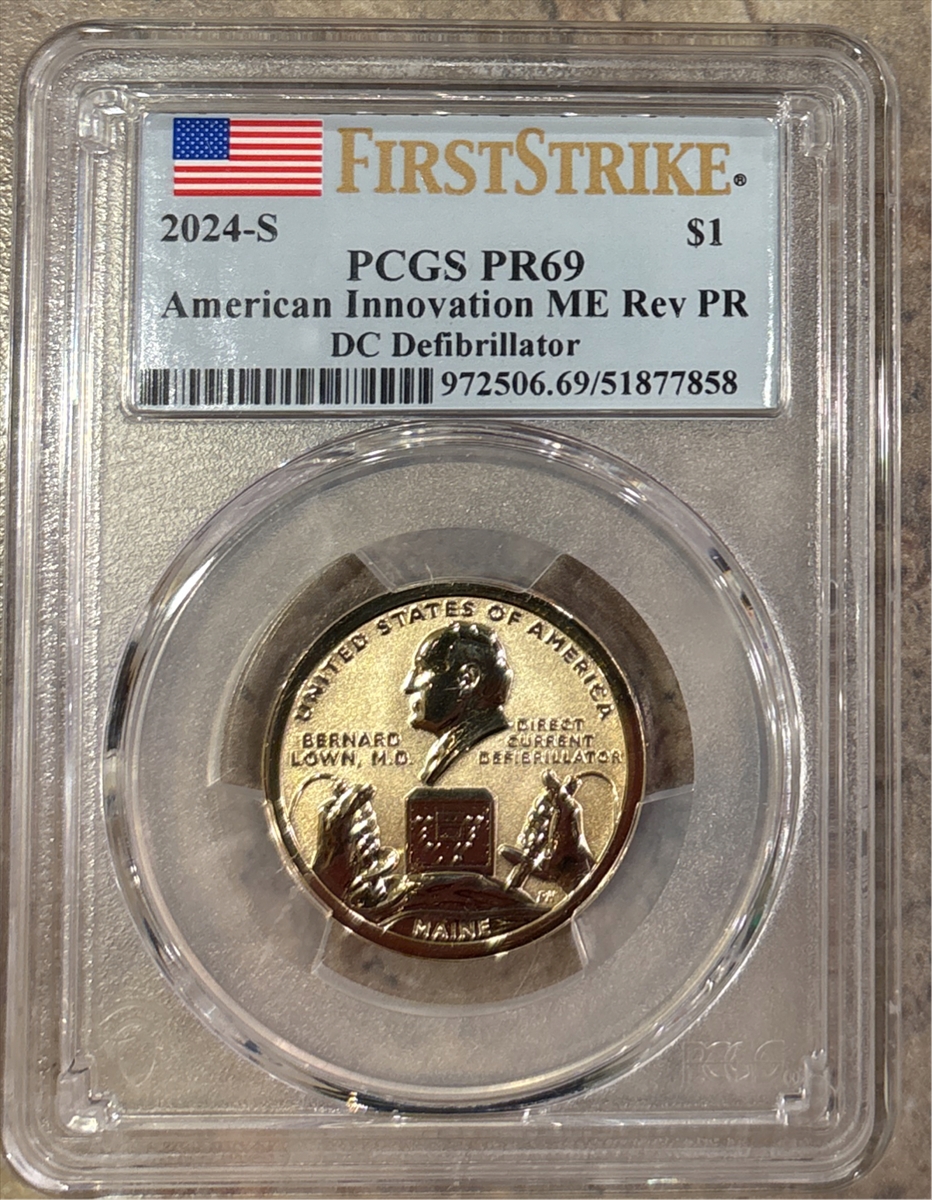 FIRSTSTRIKE®
2024-S $1
PCGS PR69
American Innovation ME Rev PR
DC Defibrillator
972506.69/51877858
UNITED STATES OF AMERICA
BERNARD
LOWN, M.D.
DIRECT
CURRENT
DEFIBRILLATOR
MAINE
PCGS